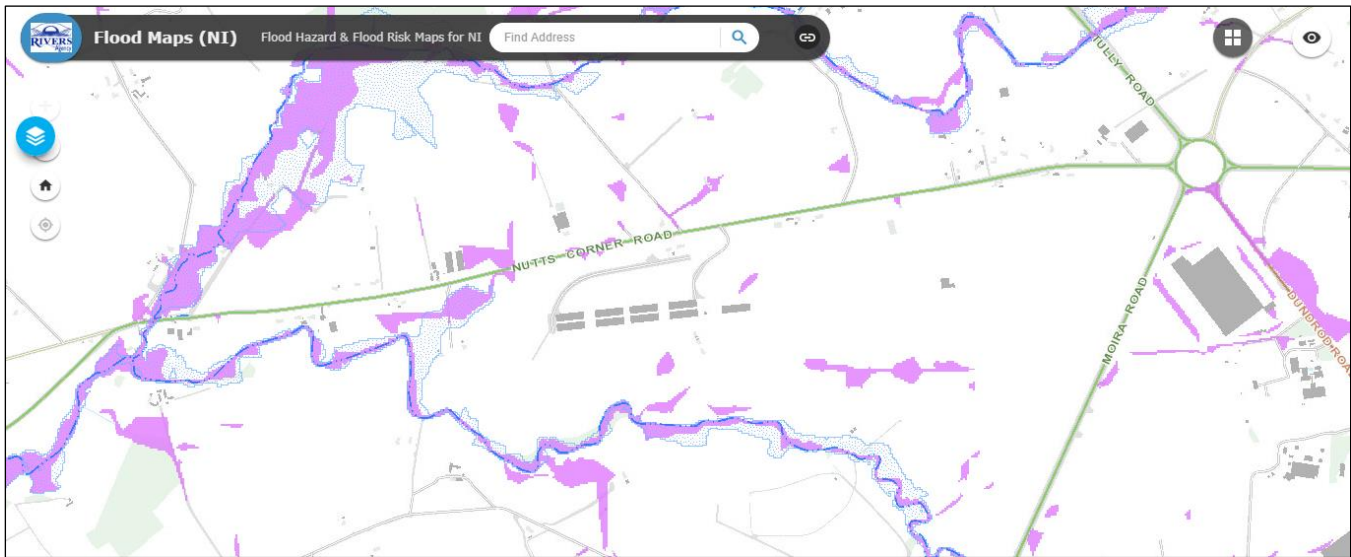 RIVERS
Agency
Flood Maps (NI)
Flood Hazard & Flood Risk Maps for NI
Find Address
TULLY ROAD
NUTTS CORNER ROAD
MOIRA ROAD
DUNDROD ROAD